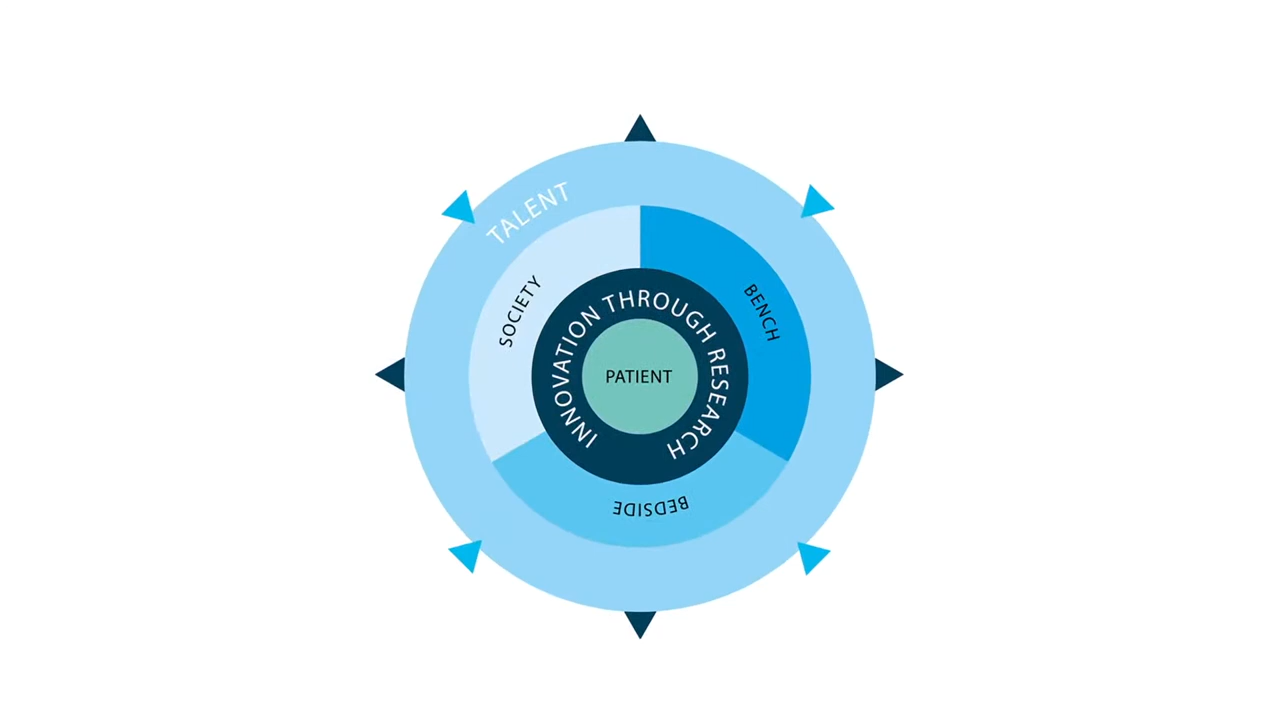 TALENT
SOCIETY
BENCH
INNOVATION THROUGH RESEARCH
PATIENT
BEDSIDE